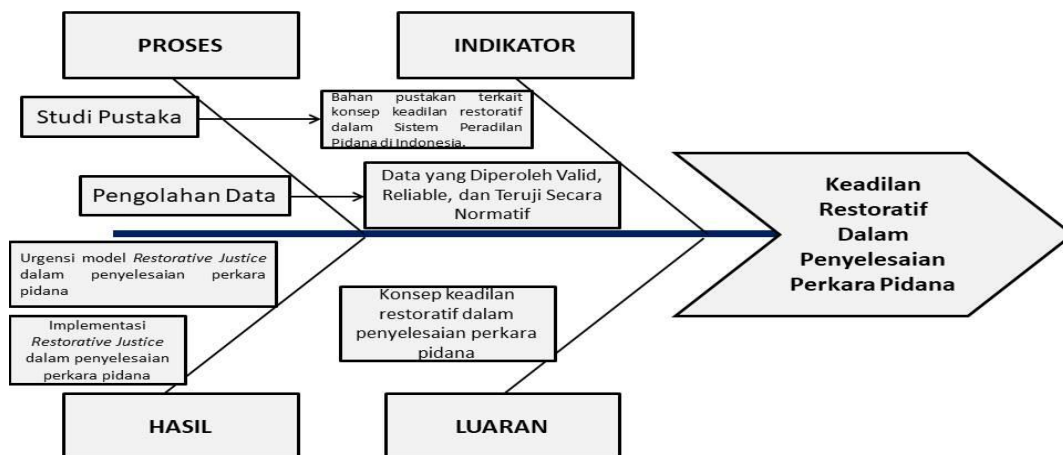 PROSES
INDIKATOR
Studi Pustaka
Bahan pustakan terkait
konsep keadilan restoratif
dalam Sistem Peradilan
Pidana di Indonesia.
Pengolahan Data
Data yang Diperoleh Valid,
Reliable, dan Teruji Secara
Normatif
Keadilan
Restoratif
Dalam
Penyelesaian
Perkara Pidana
Urgensi model Restorative Justice
dalam penyelesaian perkara
pidana
Implementasi
Restorative Justice
dalam penyelesaian
perkara pidana
Konsep keadilan
restoratif dalam
penyelesaian perkara
pidana
HASIL
LUARAN